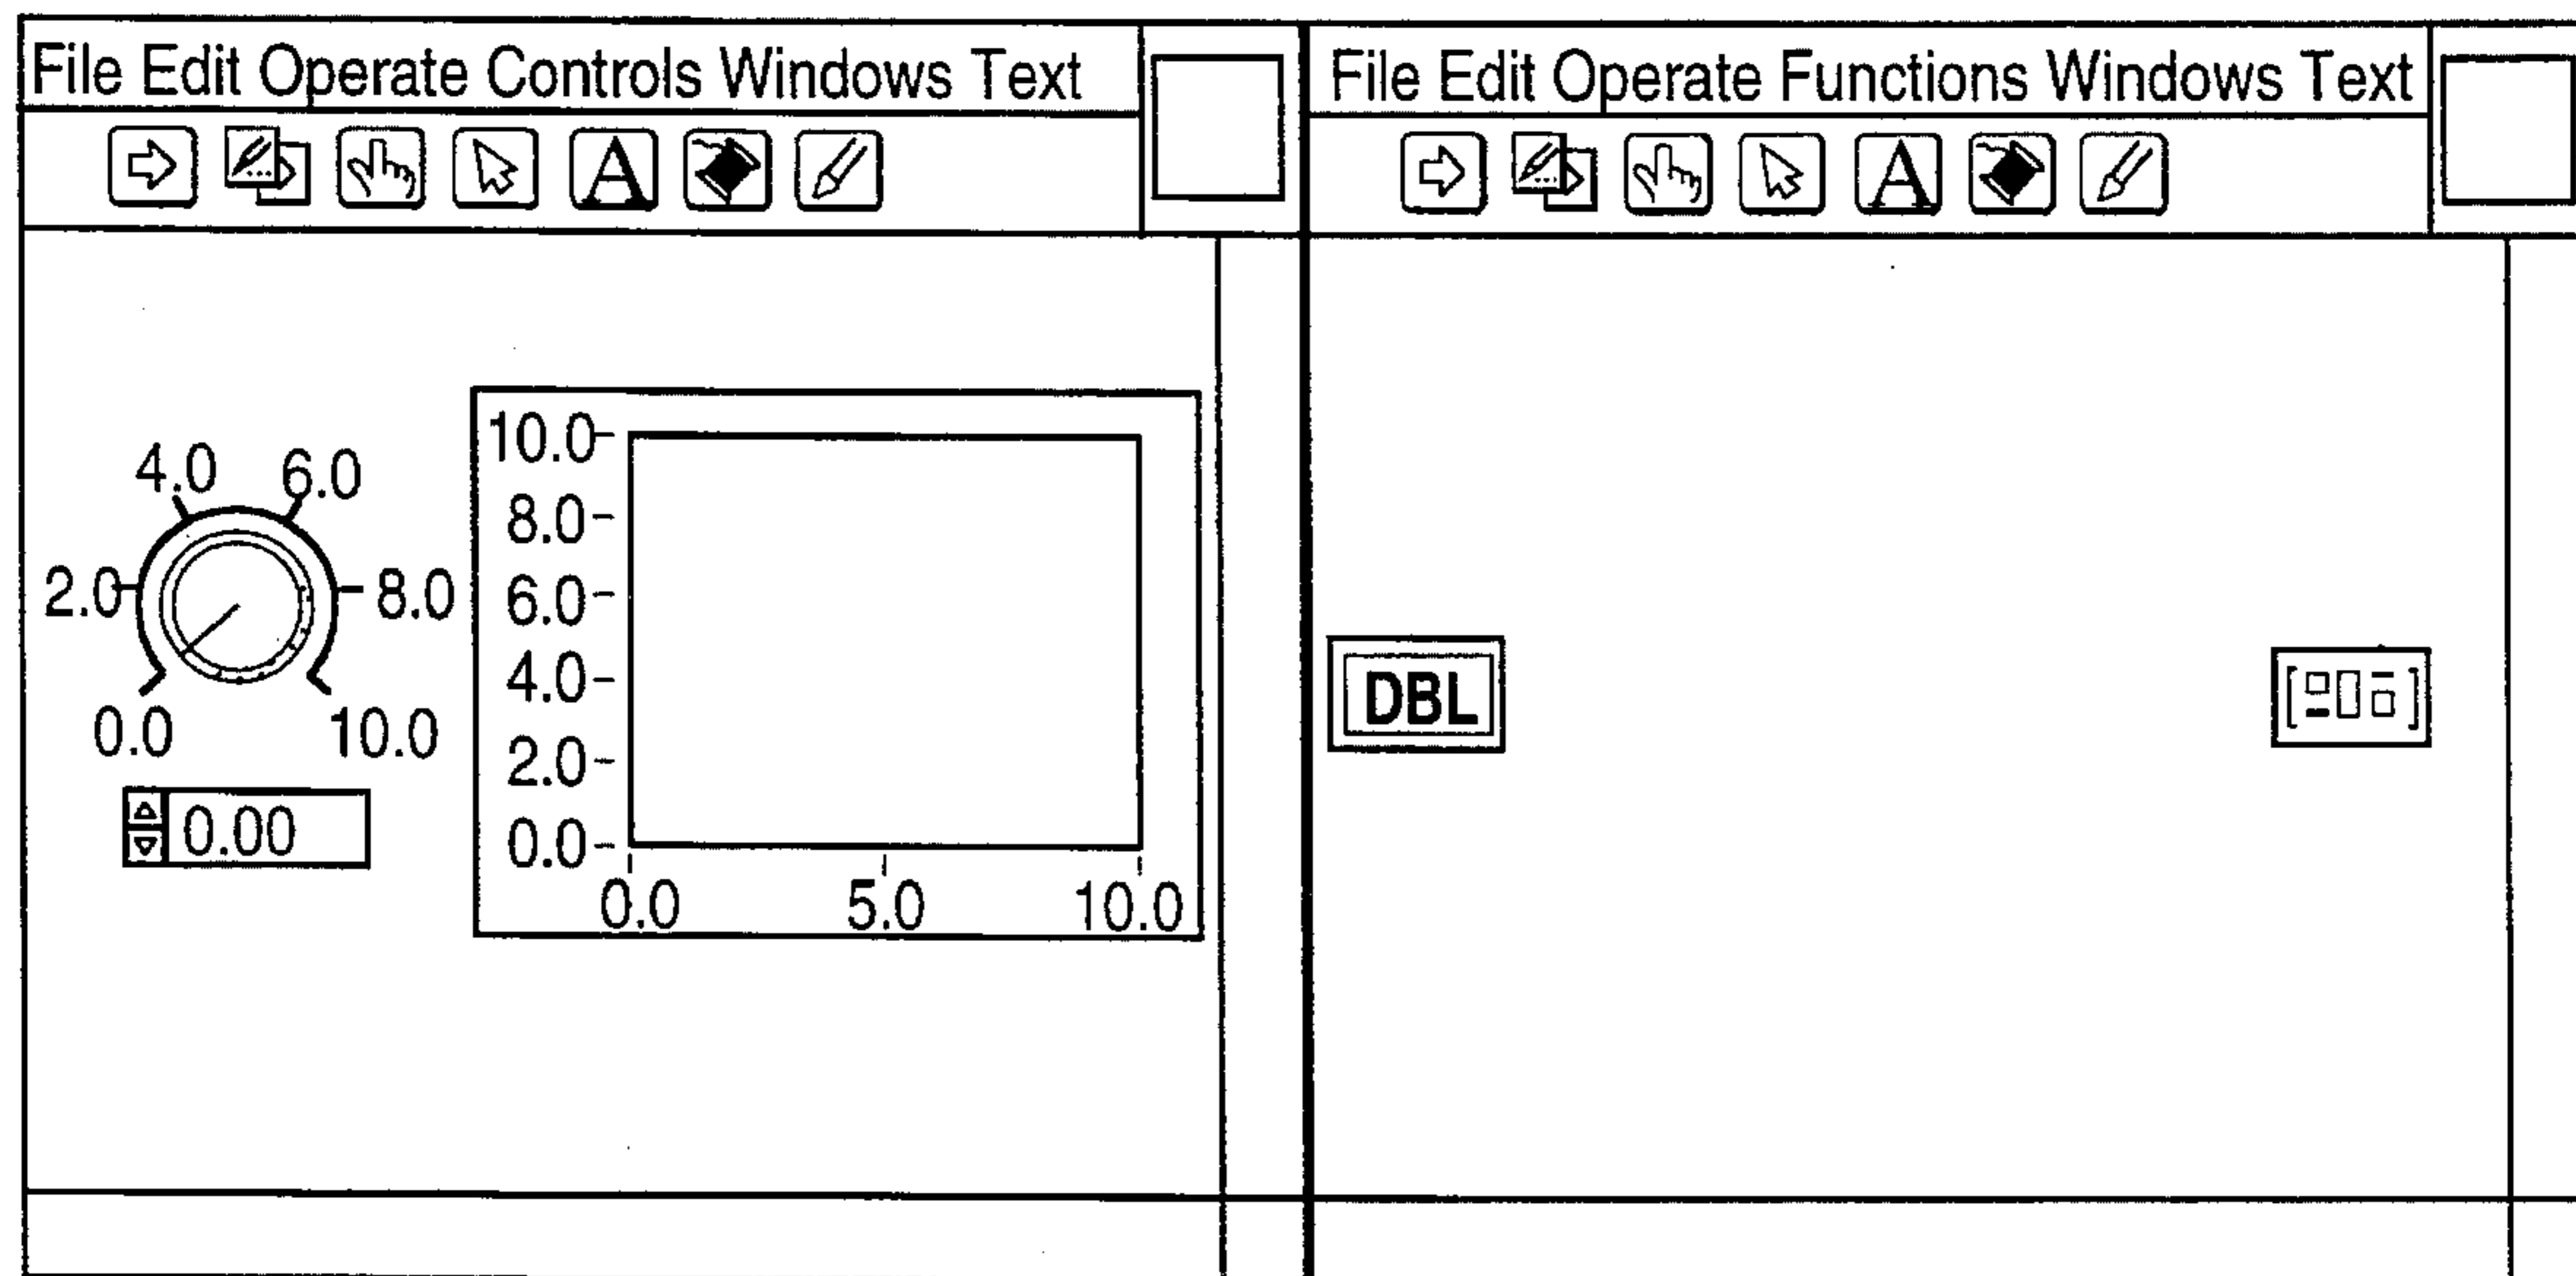 File Edit Operate Controls Windows Text
A
4.0 6.0
2.0 8.0
0.0 10.0
0.00
10.0
8.0
6.0
4.0
2.0
0.0
0.0 5.0 10.0
File Edit Operate Functions Windows Text
A
DBL